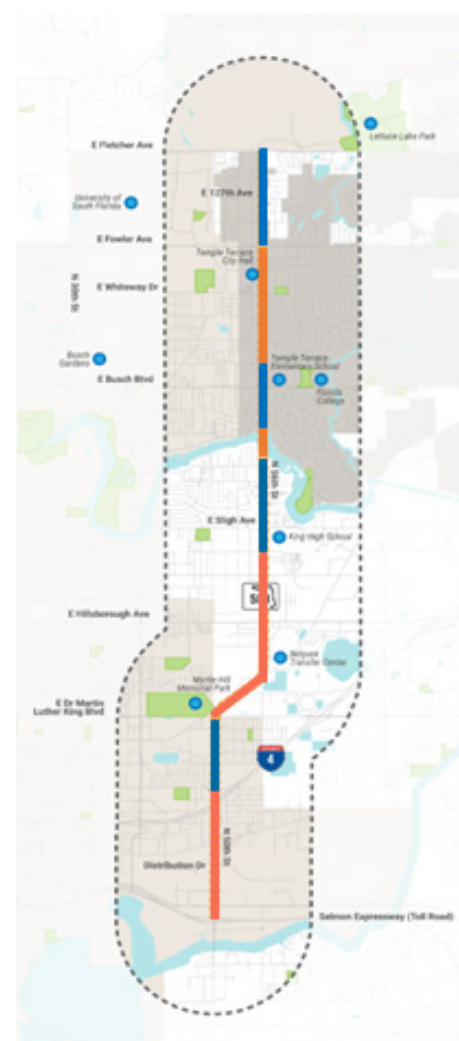 Lettuce Lake Park
E Fletcher Ave
E 127th Ave
University of
South Florida
E Fowler Ave
Temple Terrace
City Hall
N 30th St
E Whiteway Dr
Busch
Gardens
Temple Terrace
Elementary School
E Busch Blvd
Florida
College
N 56th St
E Sligh Ave
King High School
E Hillsborough Ave
Netpark
Transfer Center
Myrtle Hill
Memorial Park
E Dr Martin
Luther King Blvd
4
N 50th St
Distribution Dr
Selmon Expressway (Toll Road)